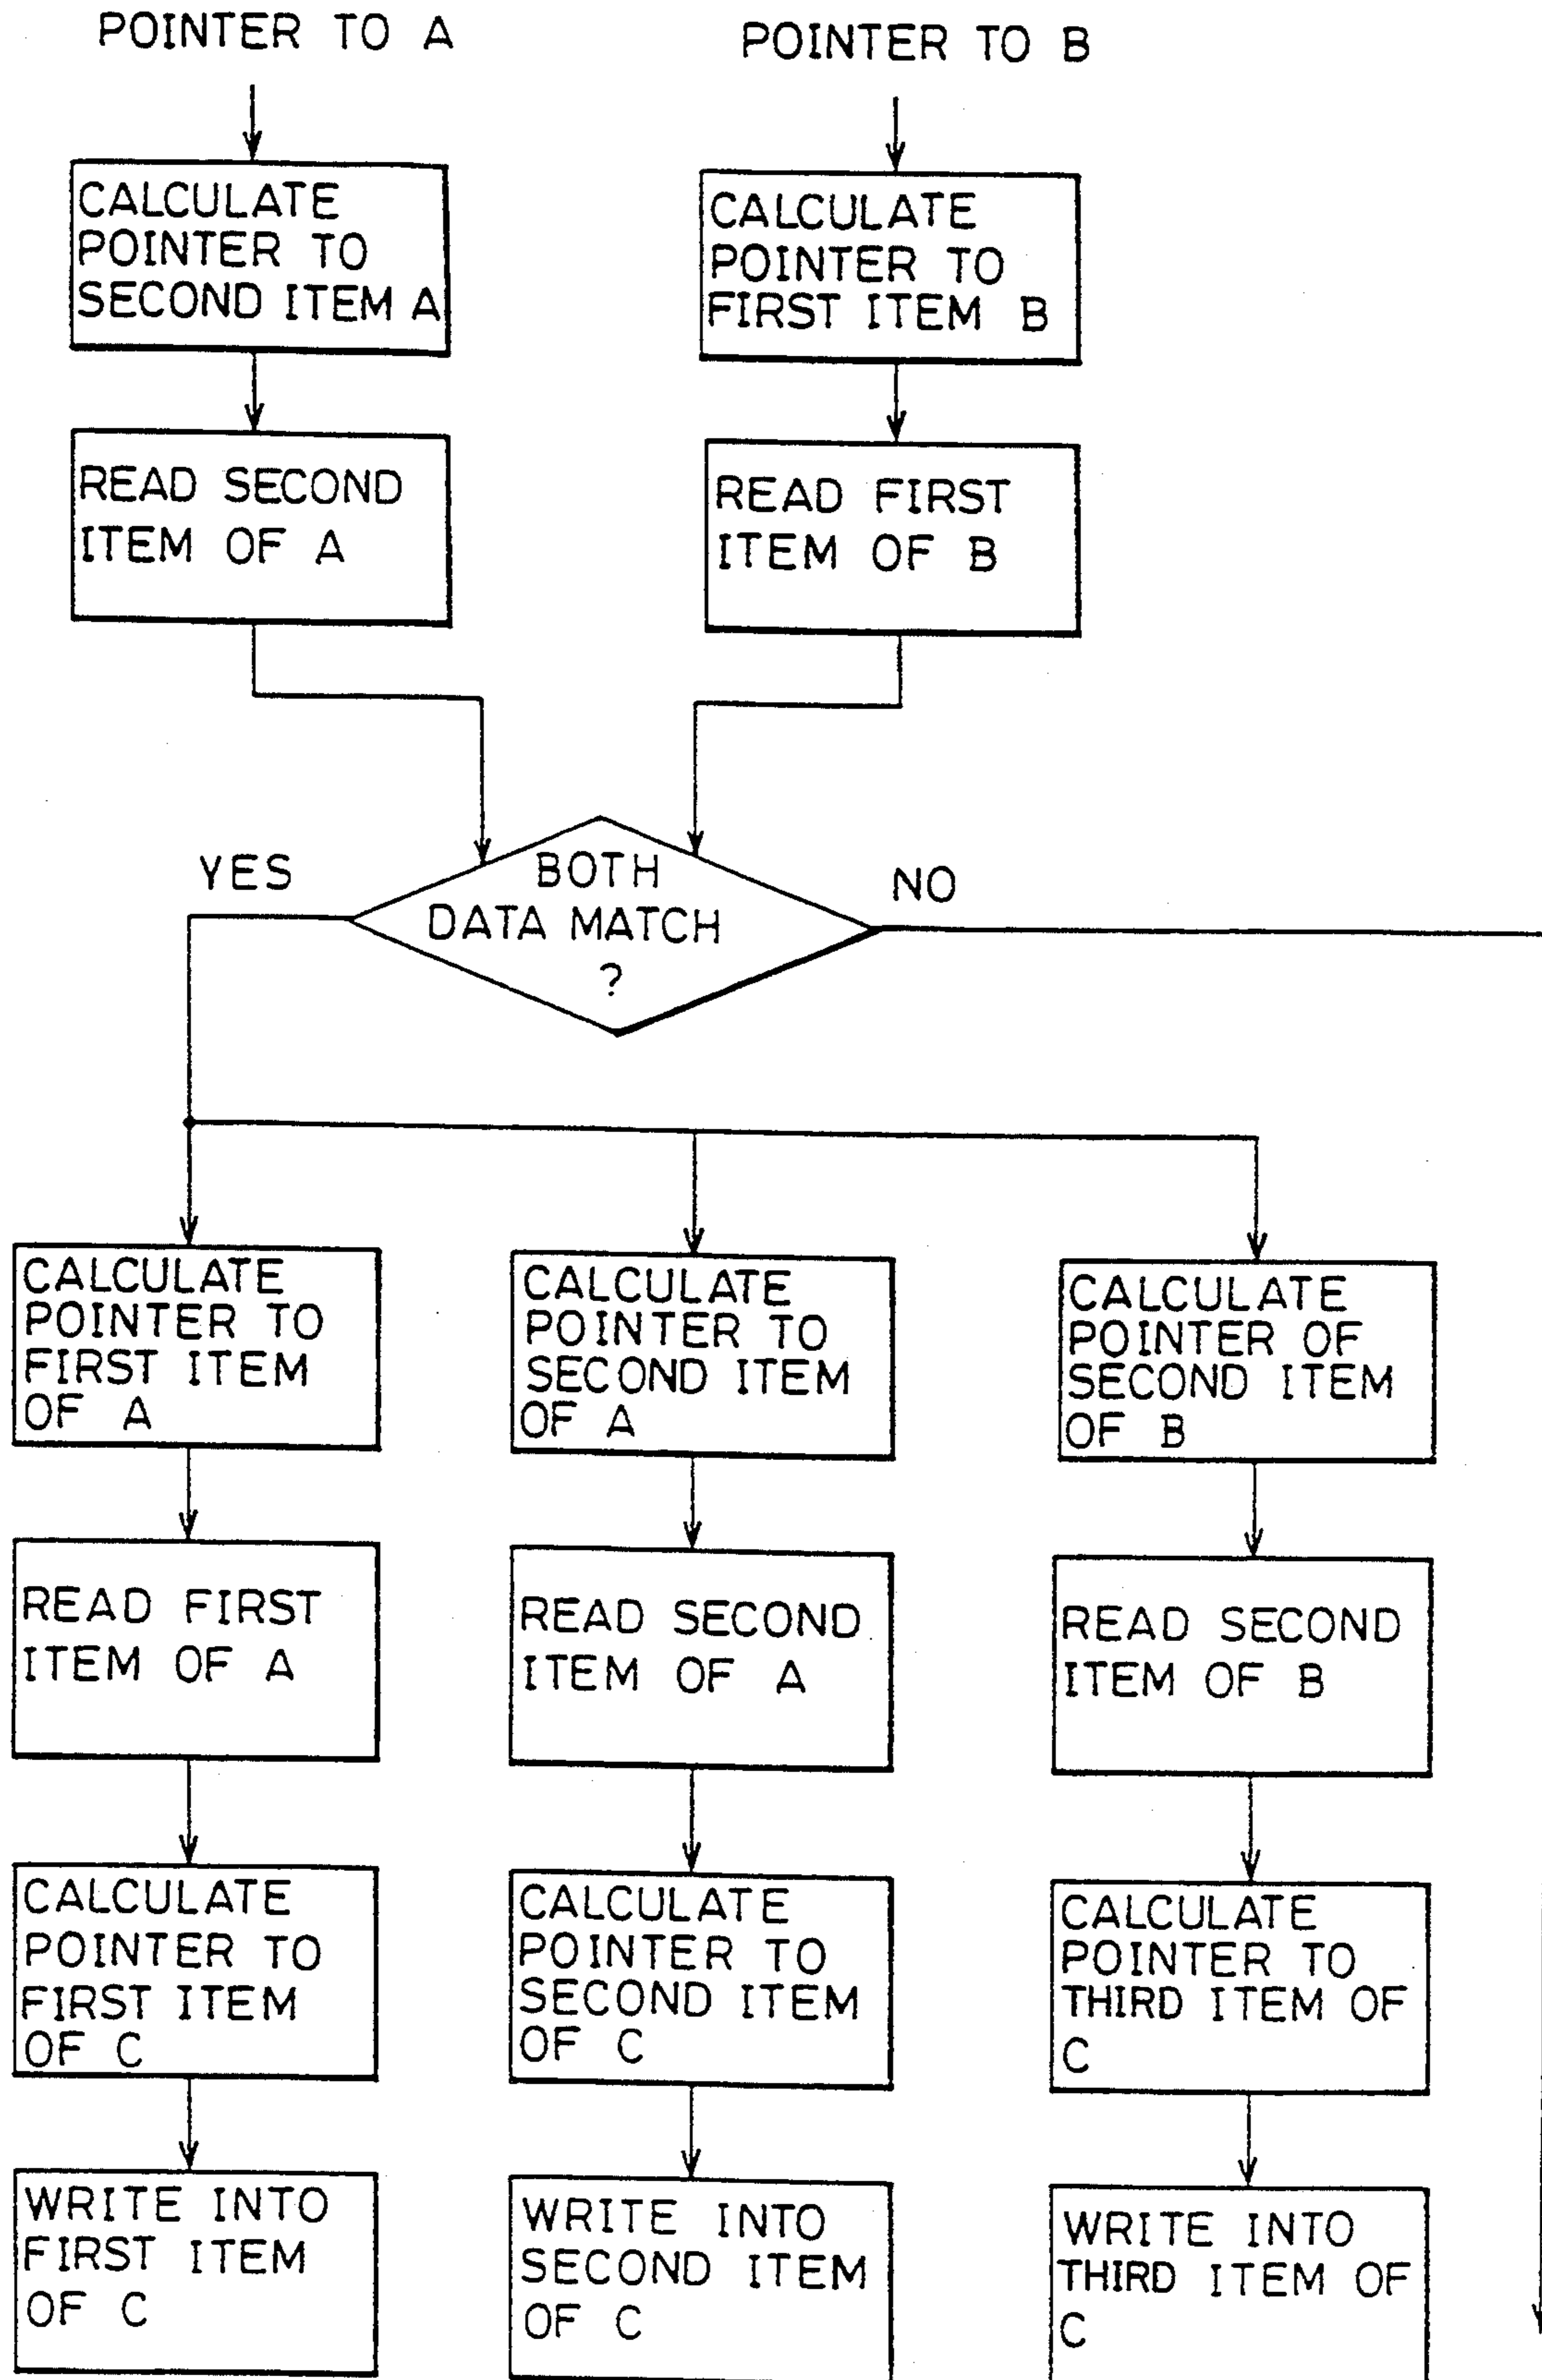 POINTER TO A
POINTER TO B
CALCULATE
POINTER TO
SECOND ITEM A
CALCULATE
POINTER TO
FIRST ITEM B
READ SECOND
ITEM OF A
READ FIRST
ITEM OF B
YES
BOTH
DATA MATCH
?
NO
CALCULATE
POINTER TO
FIRST ITEM
OF A
CALCULATE
POINTER TO
SECOND ITEM
OF A
CALCULATE
POINTER OF
SECOND ITEM
OF B
READ FIRST
ITEM OF A
READ SECOND
ITEM OF A
READ SECOND
ITEM OF B
CALCULATE
POINTER TO
FIRST ITEM
OF C
CALCULATE
POINTER TO
SECOND ITEM
OF C
CALCULATE
POINTER TO
THIRD ITEM OF
C
WRITE INTO
FIRST ITEM
OF C
WRITE INTO
SECOND ITEM
OF C
WRITE INTO
THIRD ITEM OF
C